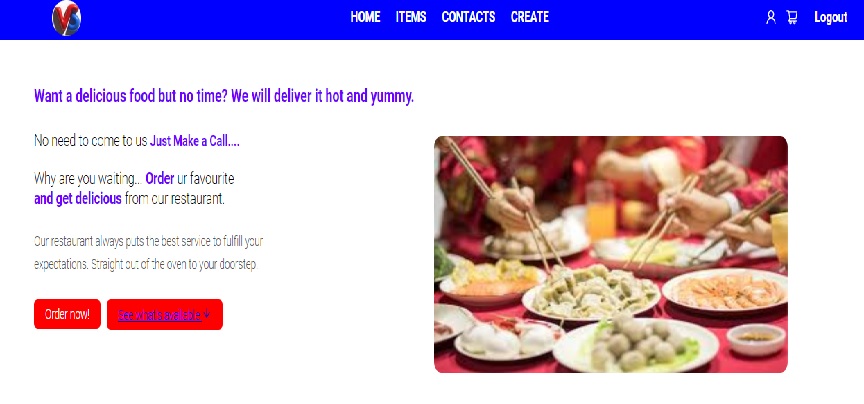 VS
HOME ITEMS CONTACTS CREATE
Logout
Want a delicious food but no time? We will deliver it hot and yummy.
No need to come to us Just Make a Call....
Why are you waiting... Order ur favourite
and get delicious from our restaurant.
Our restaurant always puts the best service to fulfill your
expectations. Straight out of the oven to your doorstep.
Order now! See what's available ↓